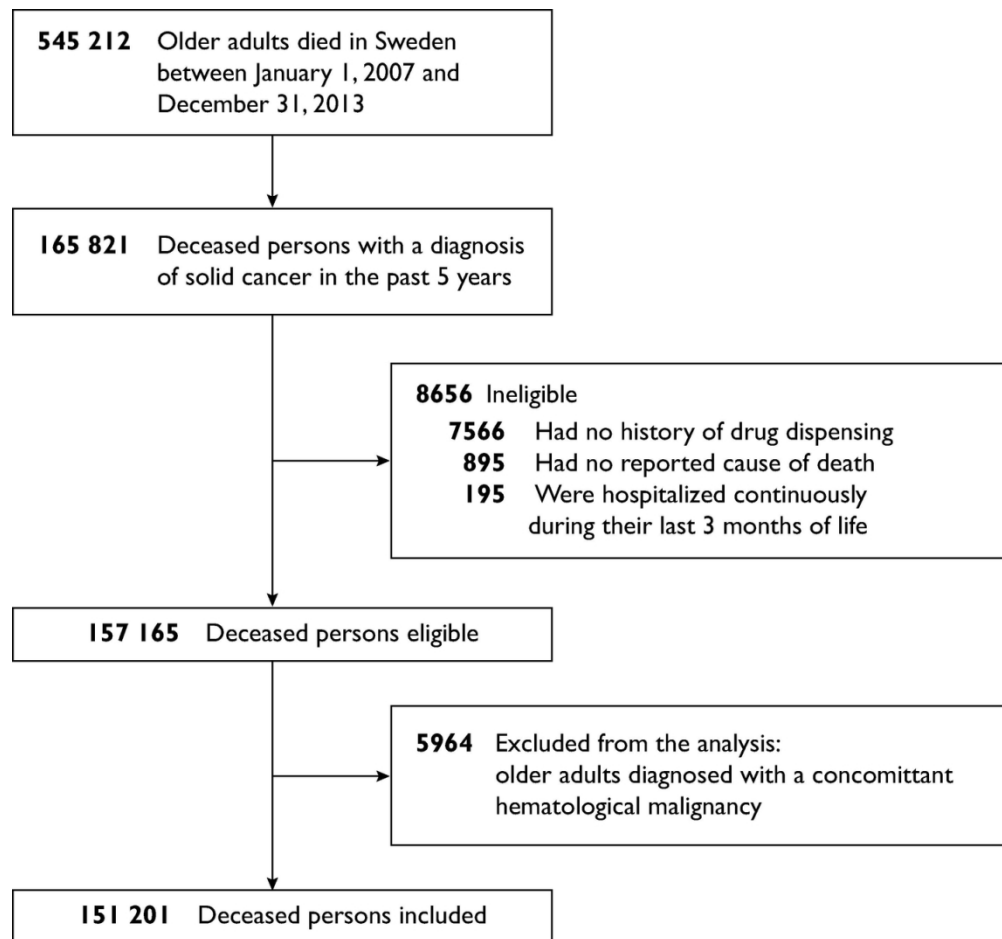 545 212 Older adults died in Sweden
between January 1, 2007 and
December 31, 2013
165 821 Deceased persons with a diagnosis
of solid cancer in the past 5 years
8656 Ineligible
7566 Had no history of drug dispensing
895 Had no reported cause of death
195 Were hospitalized continuously
during their last 3 months of life
157 165 Deceased persons eligible
5964 Excluded from the analysis:
older adults diagnosed with a concomittant
hematological malignancy
151 201 Deceased persons included